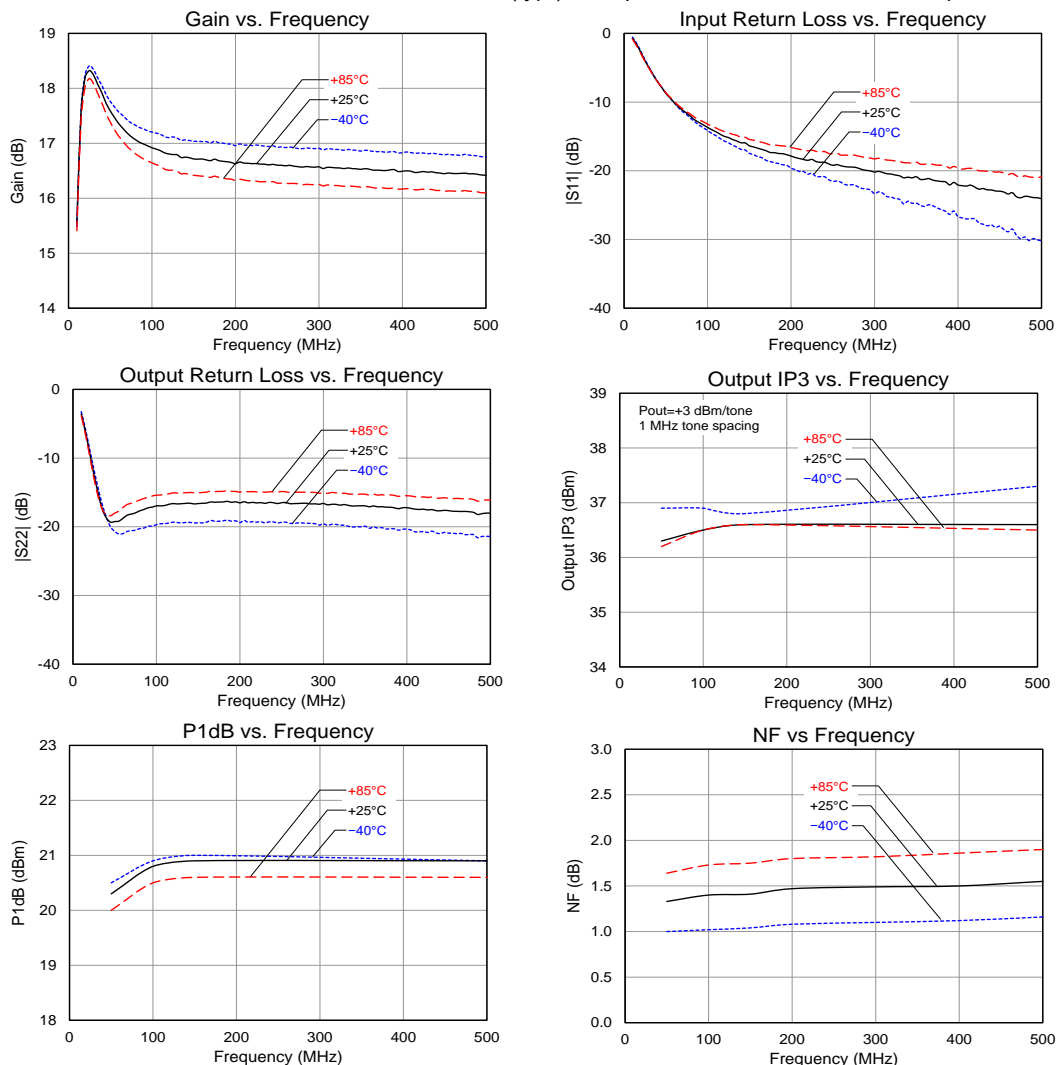 Gain vs. Frequency
19
18
17
16
15
14
Gain (dB)
+85°C
+25°C
−40°C
0
100
200
300
400
500
Frequency (MHz)
Input Return Loss vs. Frequency
0
-10
-20
-30
-40
|S11| (dB)
+85°C
+25°C
−40°C
0
100
200
300
400
500
Frequency (MHz)
Output Return Loss vs. Frequency
0
-10
-20
-30
-40
|S22| (dB)
+85°C
+25°C
−40°C
0
100
200
300
400
500
Frequency (MHz)
Output IP3 vs. Frequency
39
38
37
36
35
34
Output IP3 (dBm)
Pout=+3 dBm/tone
1 MHz tone spacing
+85°C
+25°C
−40°C
0
100
200
300
400
500
Frequency (MHz)
P1dB vs. Frequency
23
22
21
20
19
18
P1dB (dBm)
+85°C
+25°C
−40°C
0
100
200
300
400
500
Frequency (MHz)
NF vs Frequency
3.0
2.5
2.0
1.5
1.0
0.5
0.0
NF (dB)
+85°C
+25°C
−40°C
0
100
200
300
400
500
Frequency (MHz)